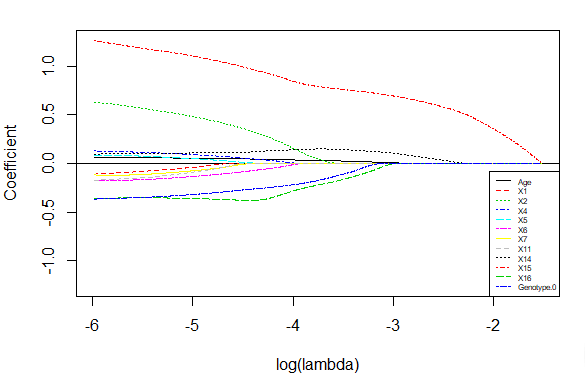 Coefficient
1.0
0.5
0.0
-0.5
-1.0
-6
-5
-4
-3
-2
log(lambda)
Age
X1
X2
X4
X5
X6
X7
X11
X14
X15
X16
Genotype.0